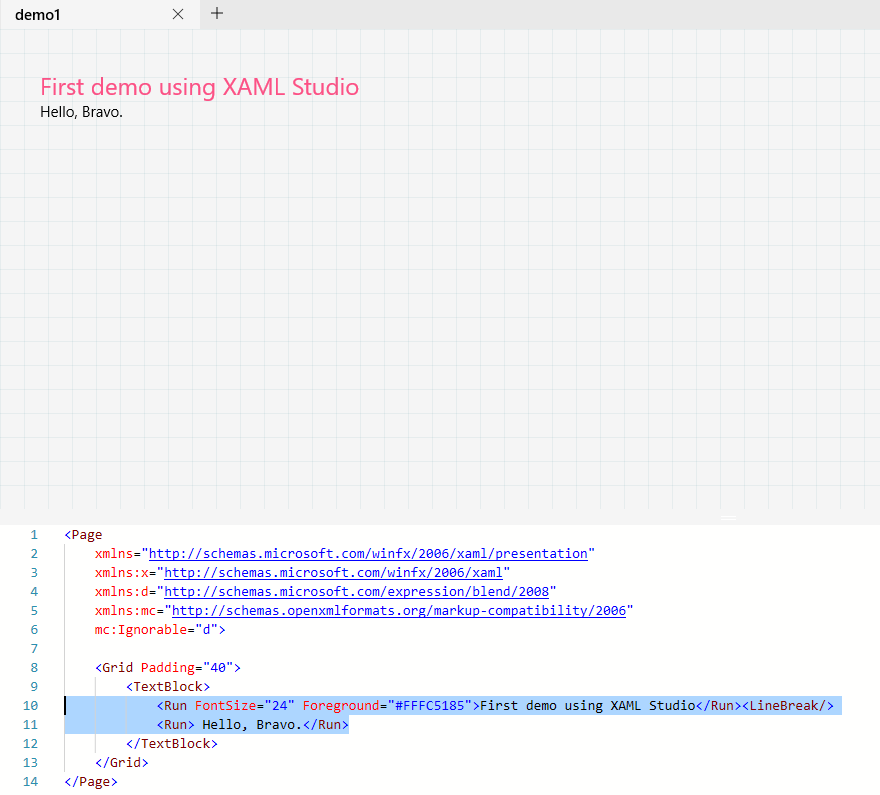 demo1
First demo using XAML Studio
Hello, Bravo.
1 <Page
2 xmlns="http://schemas.microsoft.com/winfx/2006/xaml/presentation"
3 xmlns:x="http://schemas.microsoft.com/winfx/2006/xaml"
4 xmlns:d="http://schemas.microsoft.com/expression/blend/2008"
5 xmlns:mc="http://schemas.openxmlformats.org/markup-compatibility/2006"
6 mc:Ignorable="d">
7
8 <Grid Padding="40">
9 <TextBlock>
10 <Run FontSize="24" Foreground="#FFFC5185">First demo using XAML Studio</Run><LineBreak/>
11 <Run> Hello, Bravo.</Run>
12 </TextBlock>
13 </Grid>
14 </Page>